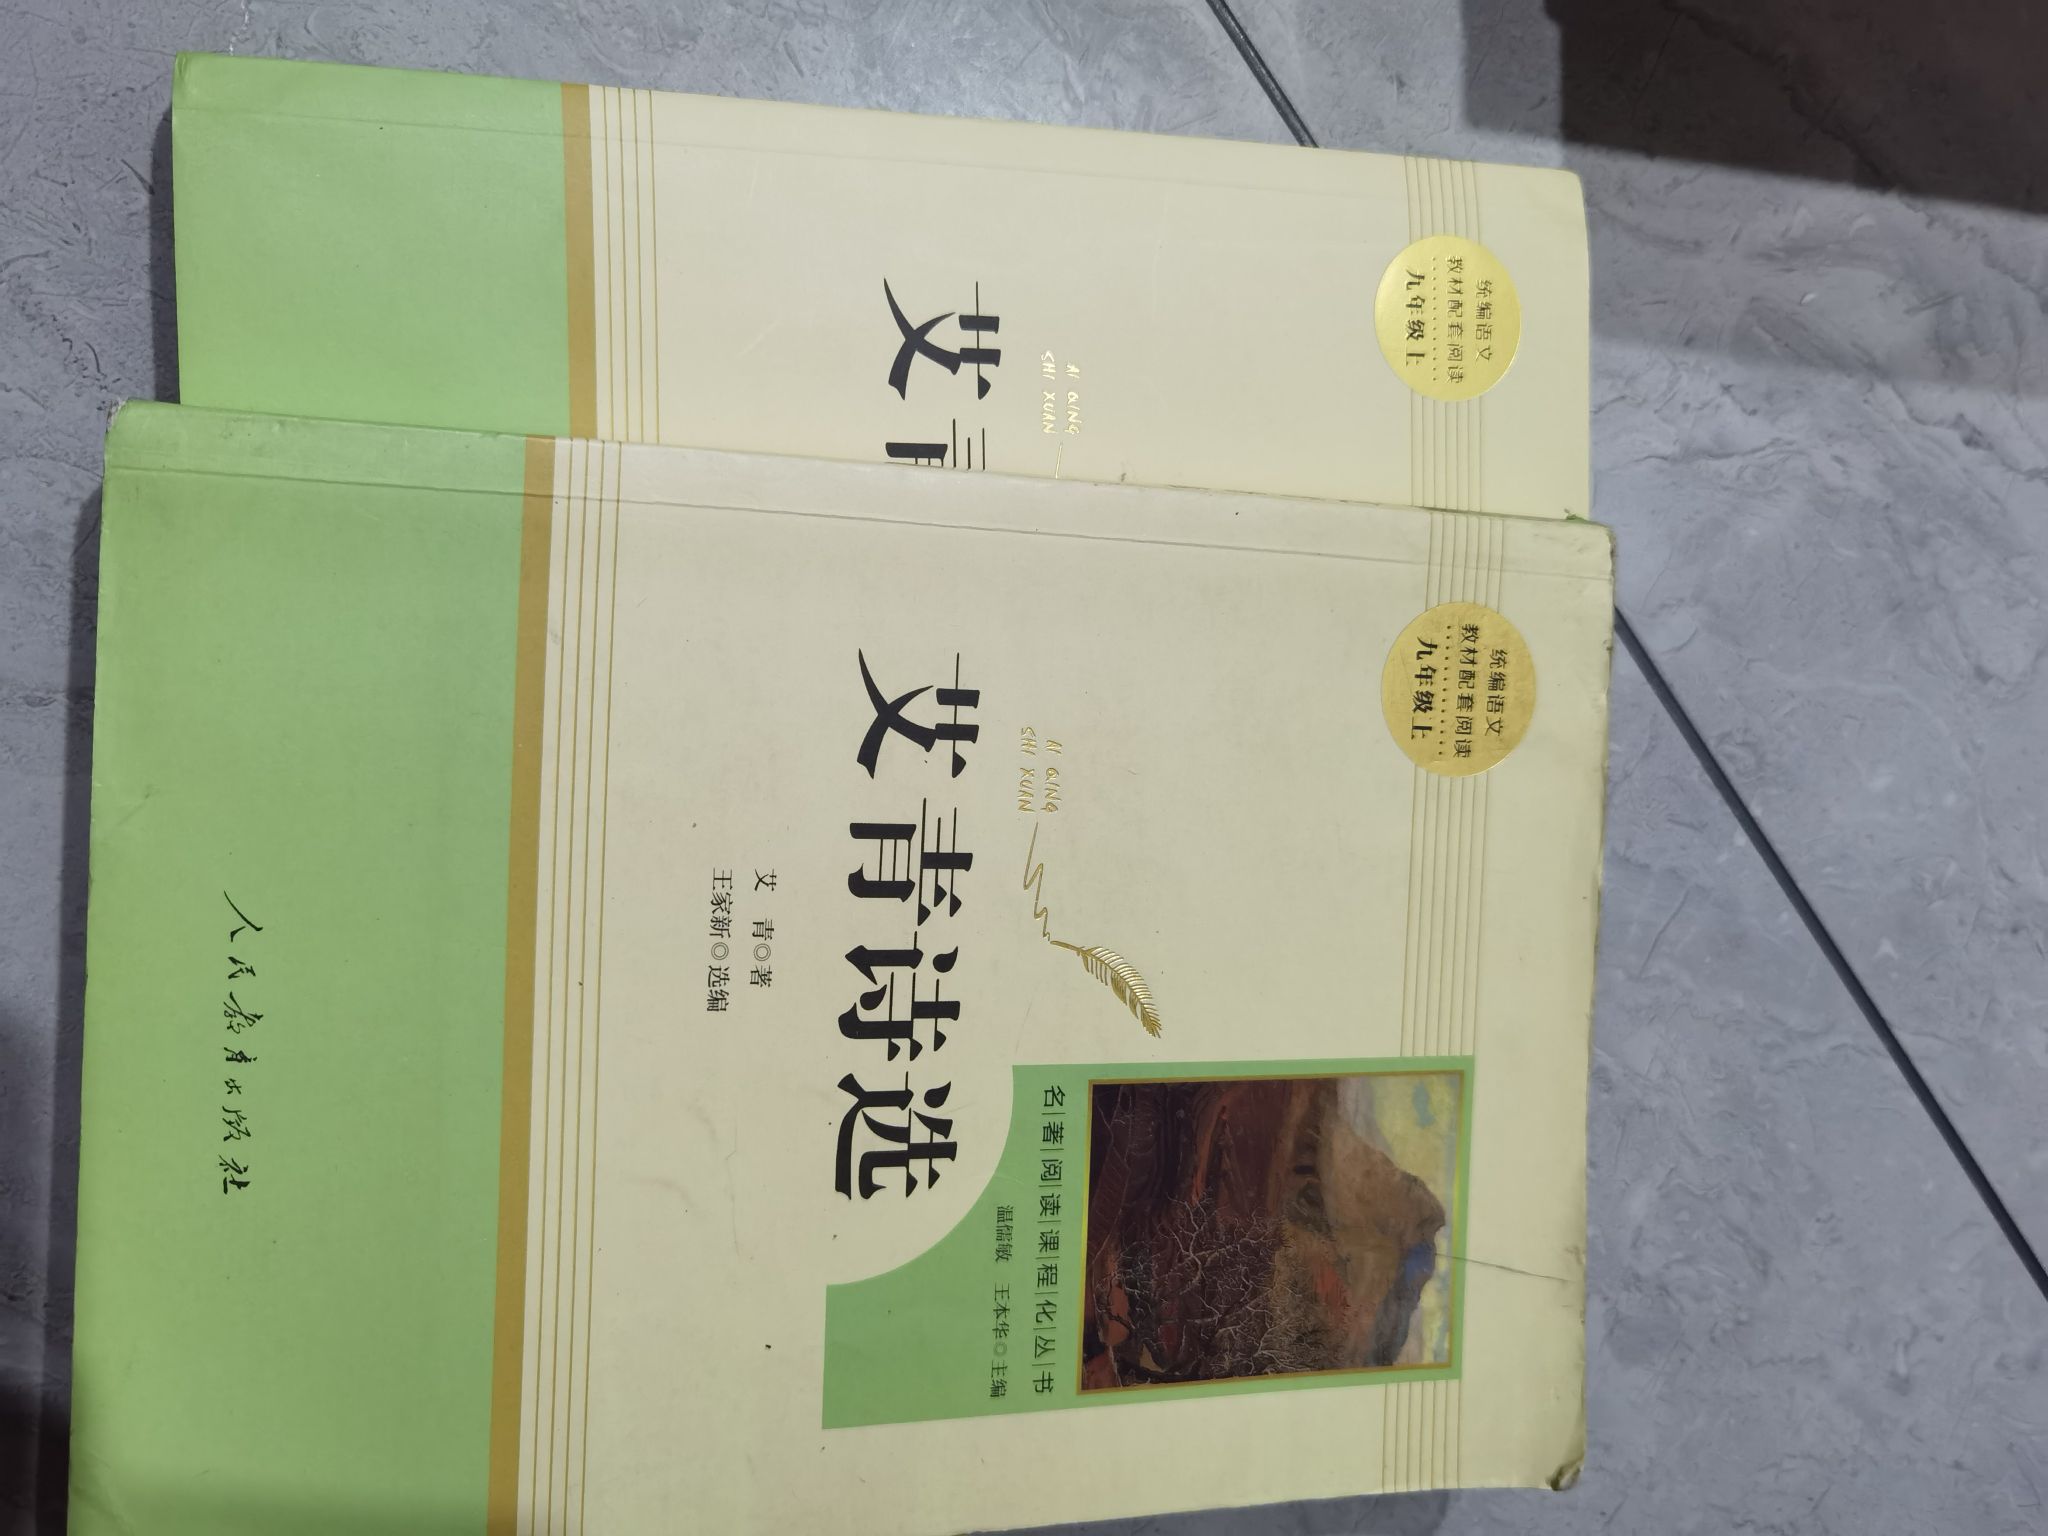 统编语文
教材配套阅读
九年级上
AI QING
SHI XUAN
艾青
统编语文
教材配套阅读
九年级上
名著阅读课程化丛书
温儒敏 王本华◎主编
AI QING
SHI XUAN
艾青诗选
艾 青◎著
王家新◎选编
人民教育出版社